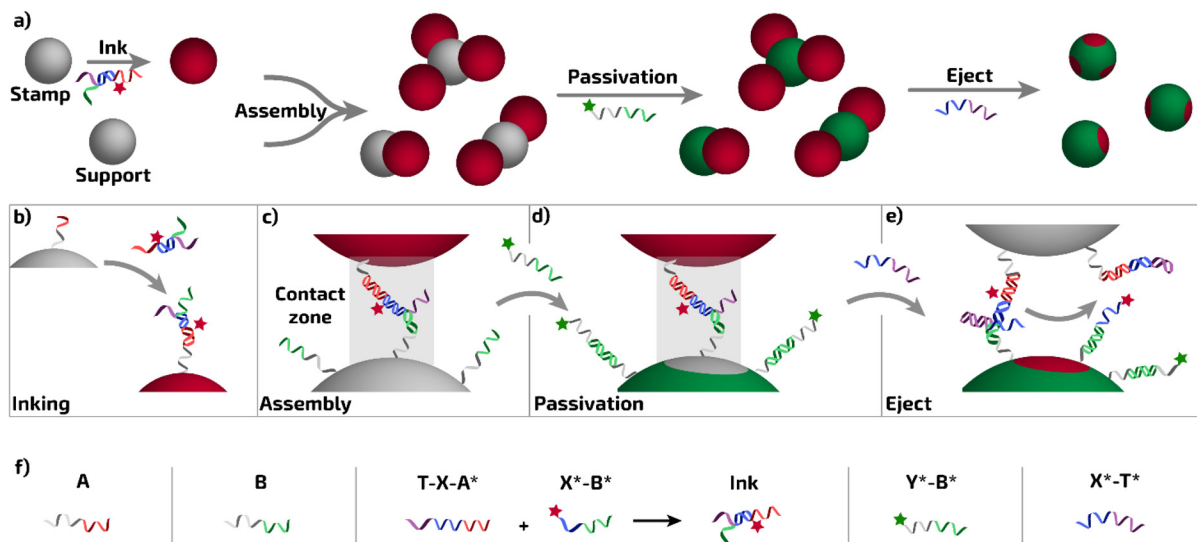 a)
Ink
Stamp
Support
Assembly
Passivation
Eject
b)
Inking
c)
Contact
zone
Assembly
d)
Passivation
e)
Eject
f)
A
B
T-X-A*
+
X*-B*
Ink
Y*-B*
X*-T*